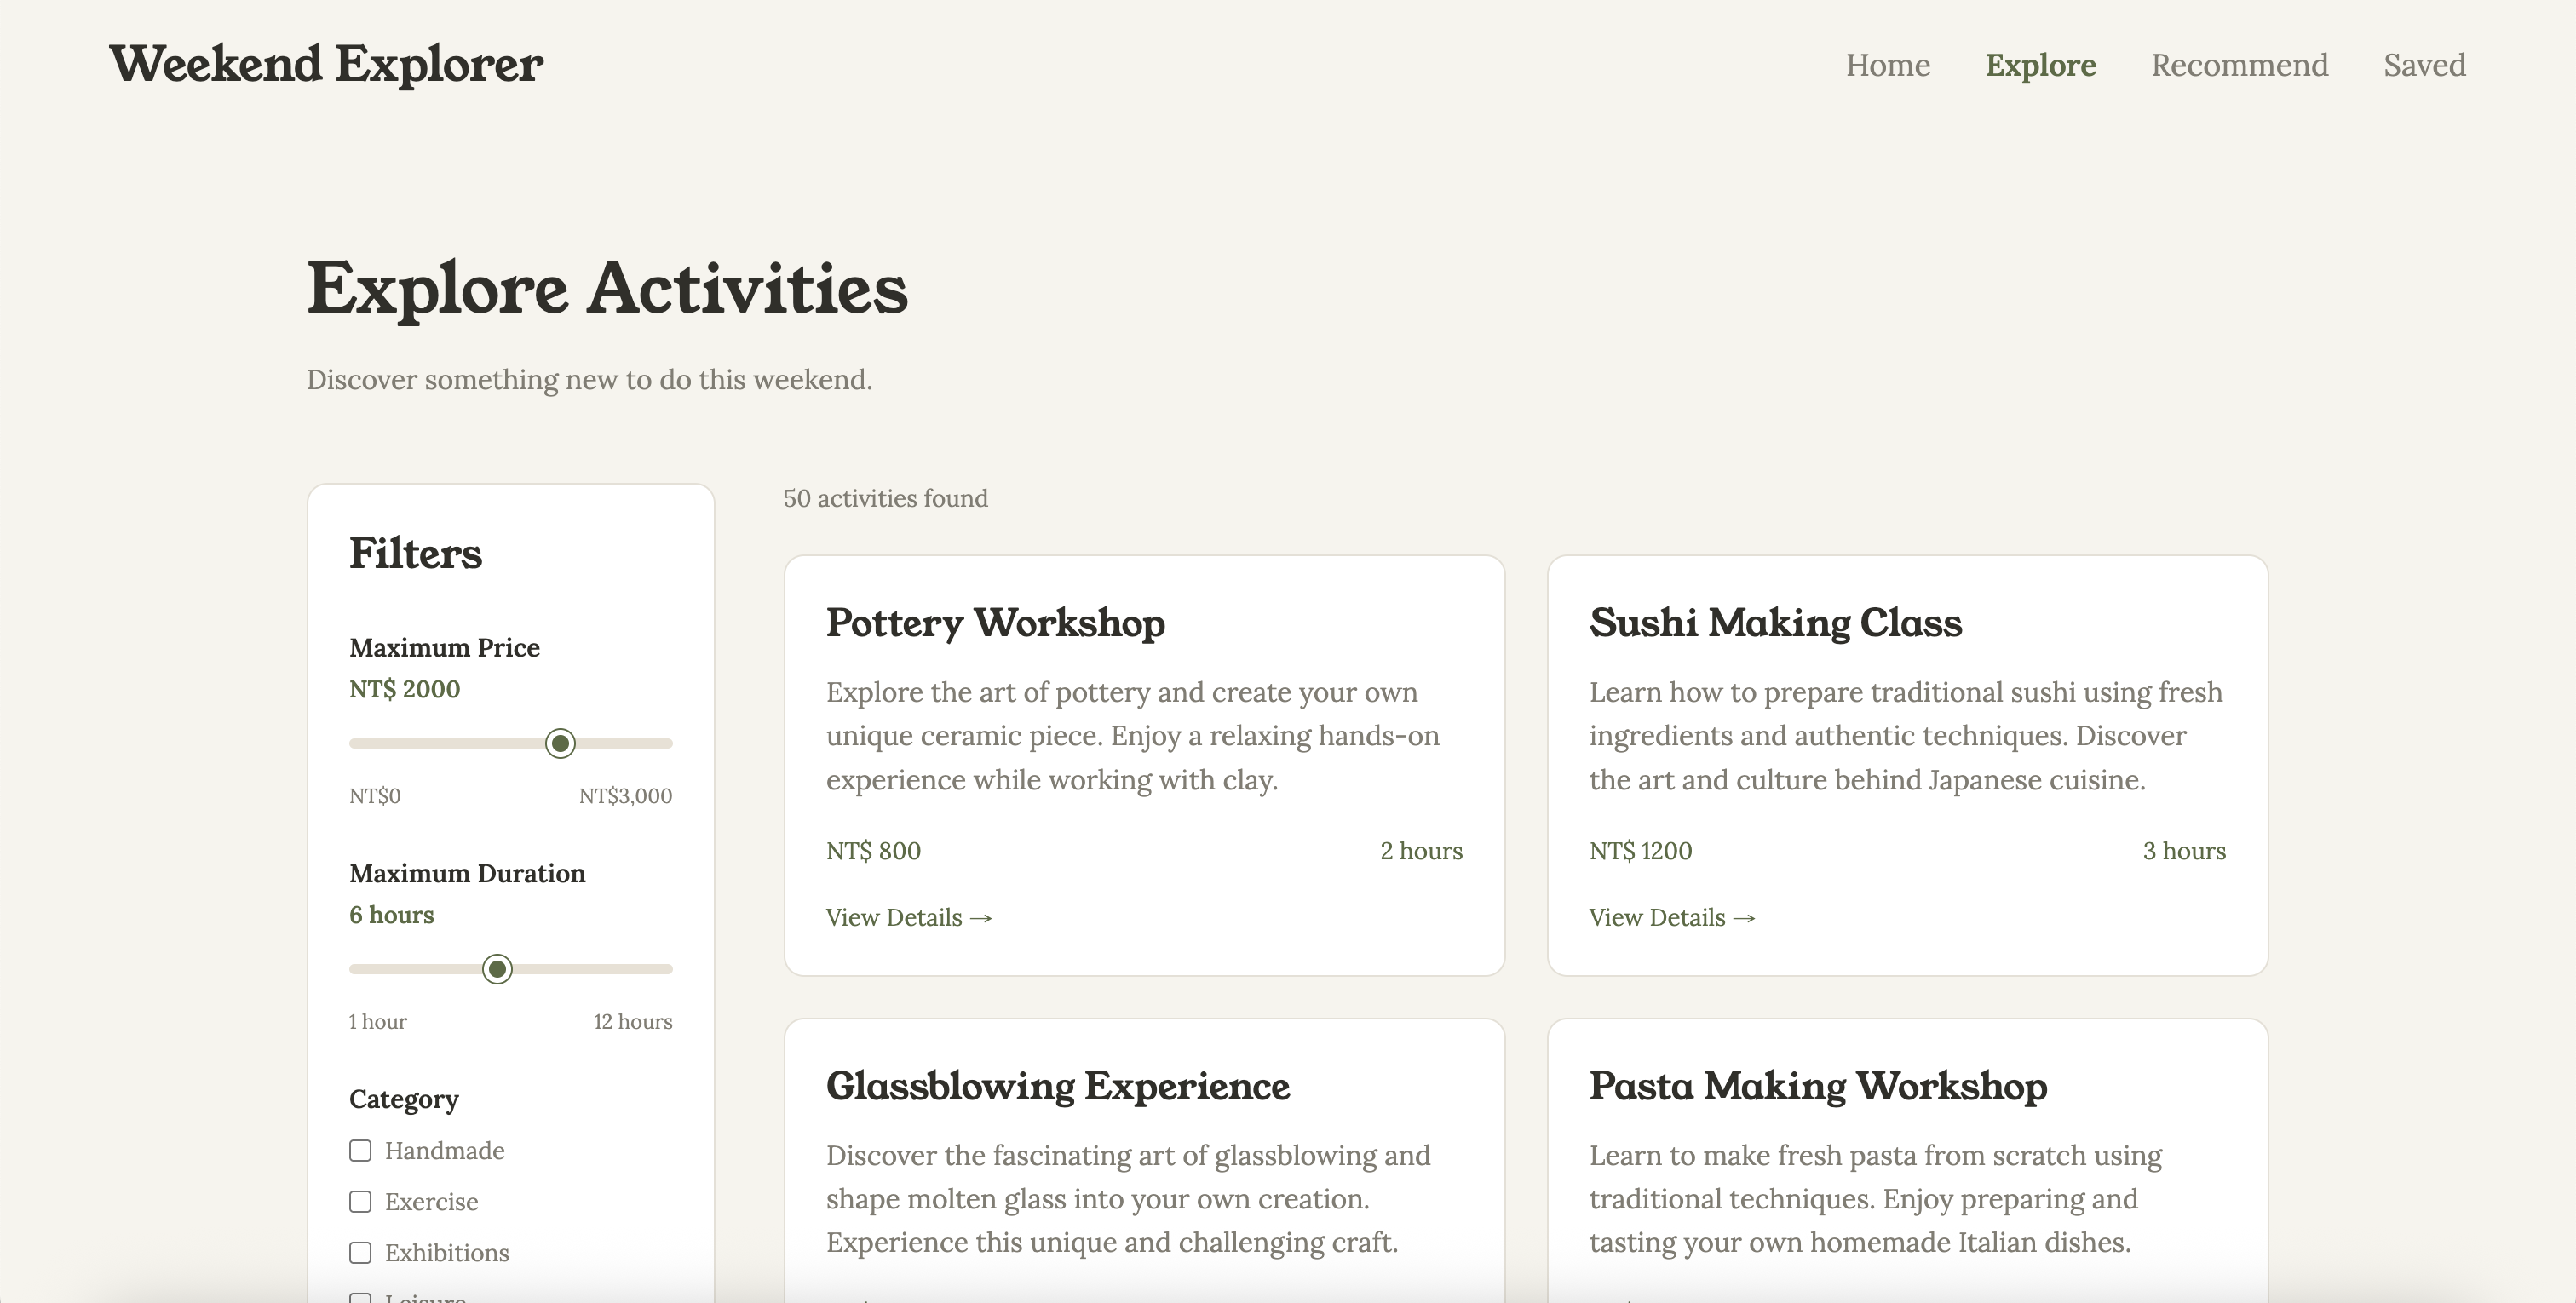 Weekend Explorer
Home Explore Recommend Saved
Explore Activities
Discover something new to do this weekend.
Filters
Maximum Price
NT$ 2000
NT$0 NT$3,000
Maximum Duration
6 hours
1 hour 12 hours
Category
Handmade
Exercise
Exhibitions
Leisure
50 activities found
Pottery Workshop
Explore the art of pottery and create your own
unique ceramic piece. Enjoy a relaxing hands-on
experience while working with clay.
NT$ 800 2 hours
View Details →
Sushi Making Class
Learn how to prepare traditional sushi using fresh
ingredients and authentic techniques. Discover
the art and culture behind Japanese cuisine.
NT$ 1200 3 hours
View Details →
Glassblowing Experience
Discover the fascinating art of glassblowing and
shape molten glass into your own creation.
Experience this unique and challenging craft.
Pasta Making Workshop
Learn to make fresh pasta from scratch using
traditional techniques. Enjoy preparing and
tasting your own homemade Italian dishes.